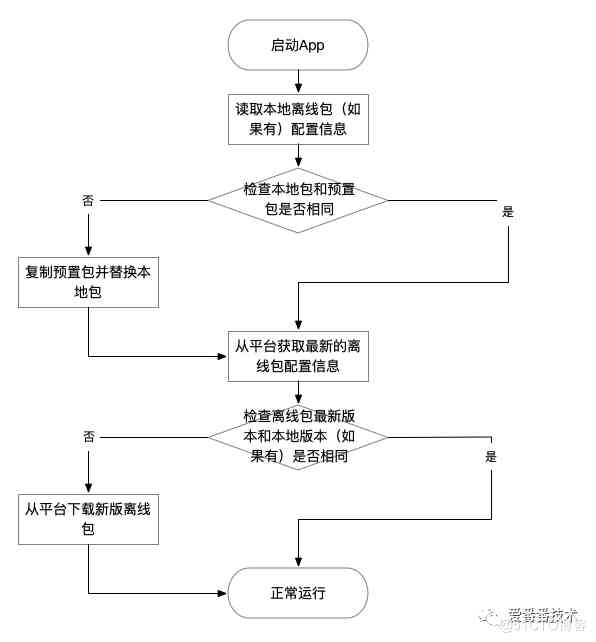 启动App
读取本地离线包（如
果有）配置信息
检查本地包和预置
包是否相同
否
是
复制预置包并替换本
地包
从平台获取最新的离
线包配置信息
检查离线包最新版
本和本地版本（如
果有）是否相同
否
是
从平台下载新版离线
包
正常运行
爱番番技术
@51CTO博客